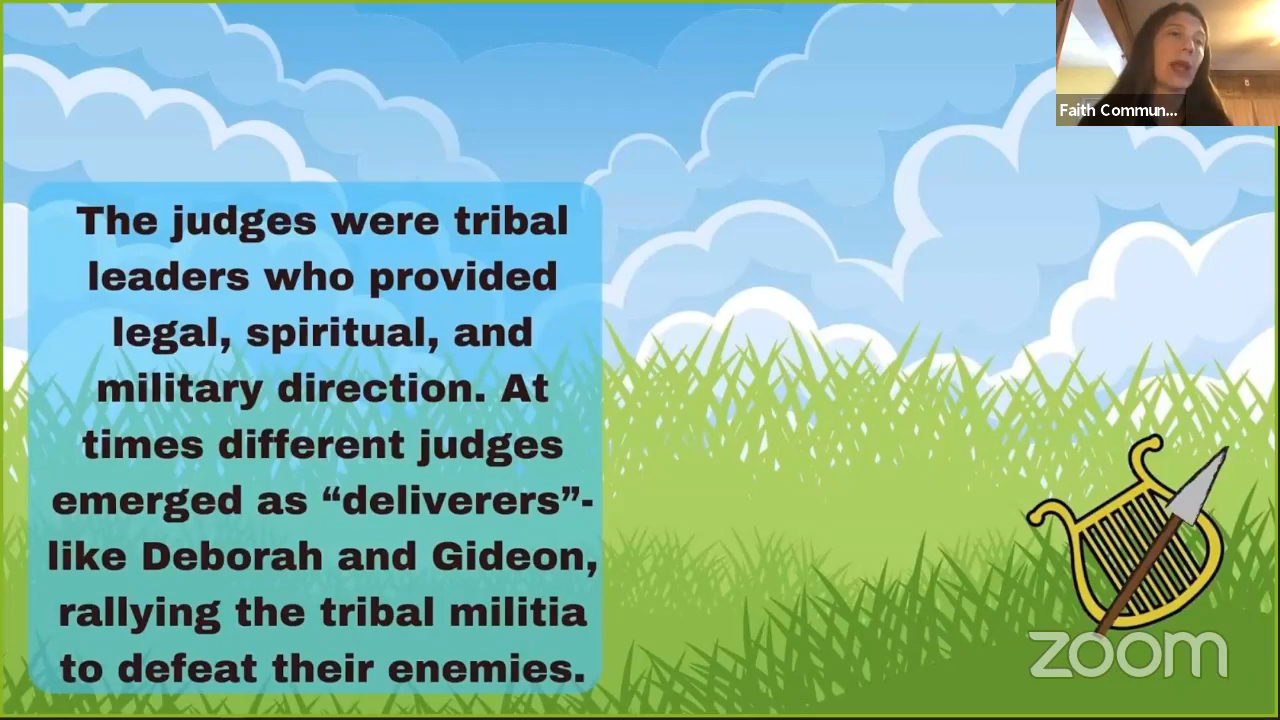 Faith Commun...
The judges were tribal
leaders who provided
legal, spiritual, and
military direction. At
times different judges
emerged as “deliverers”-
like Deborah and Gideon,
rallying the tribal militia
to defeat their enemies.
zoom